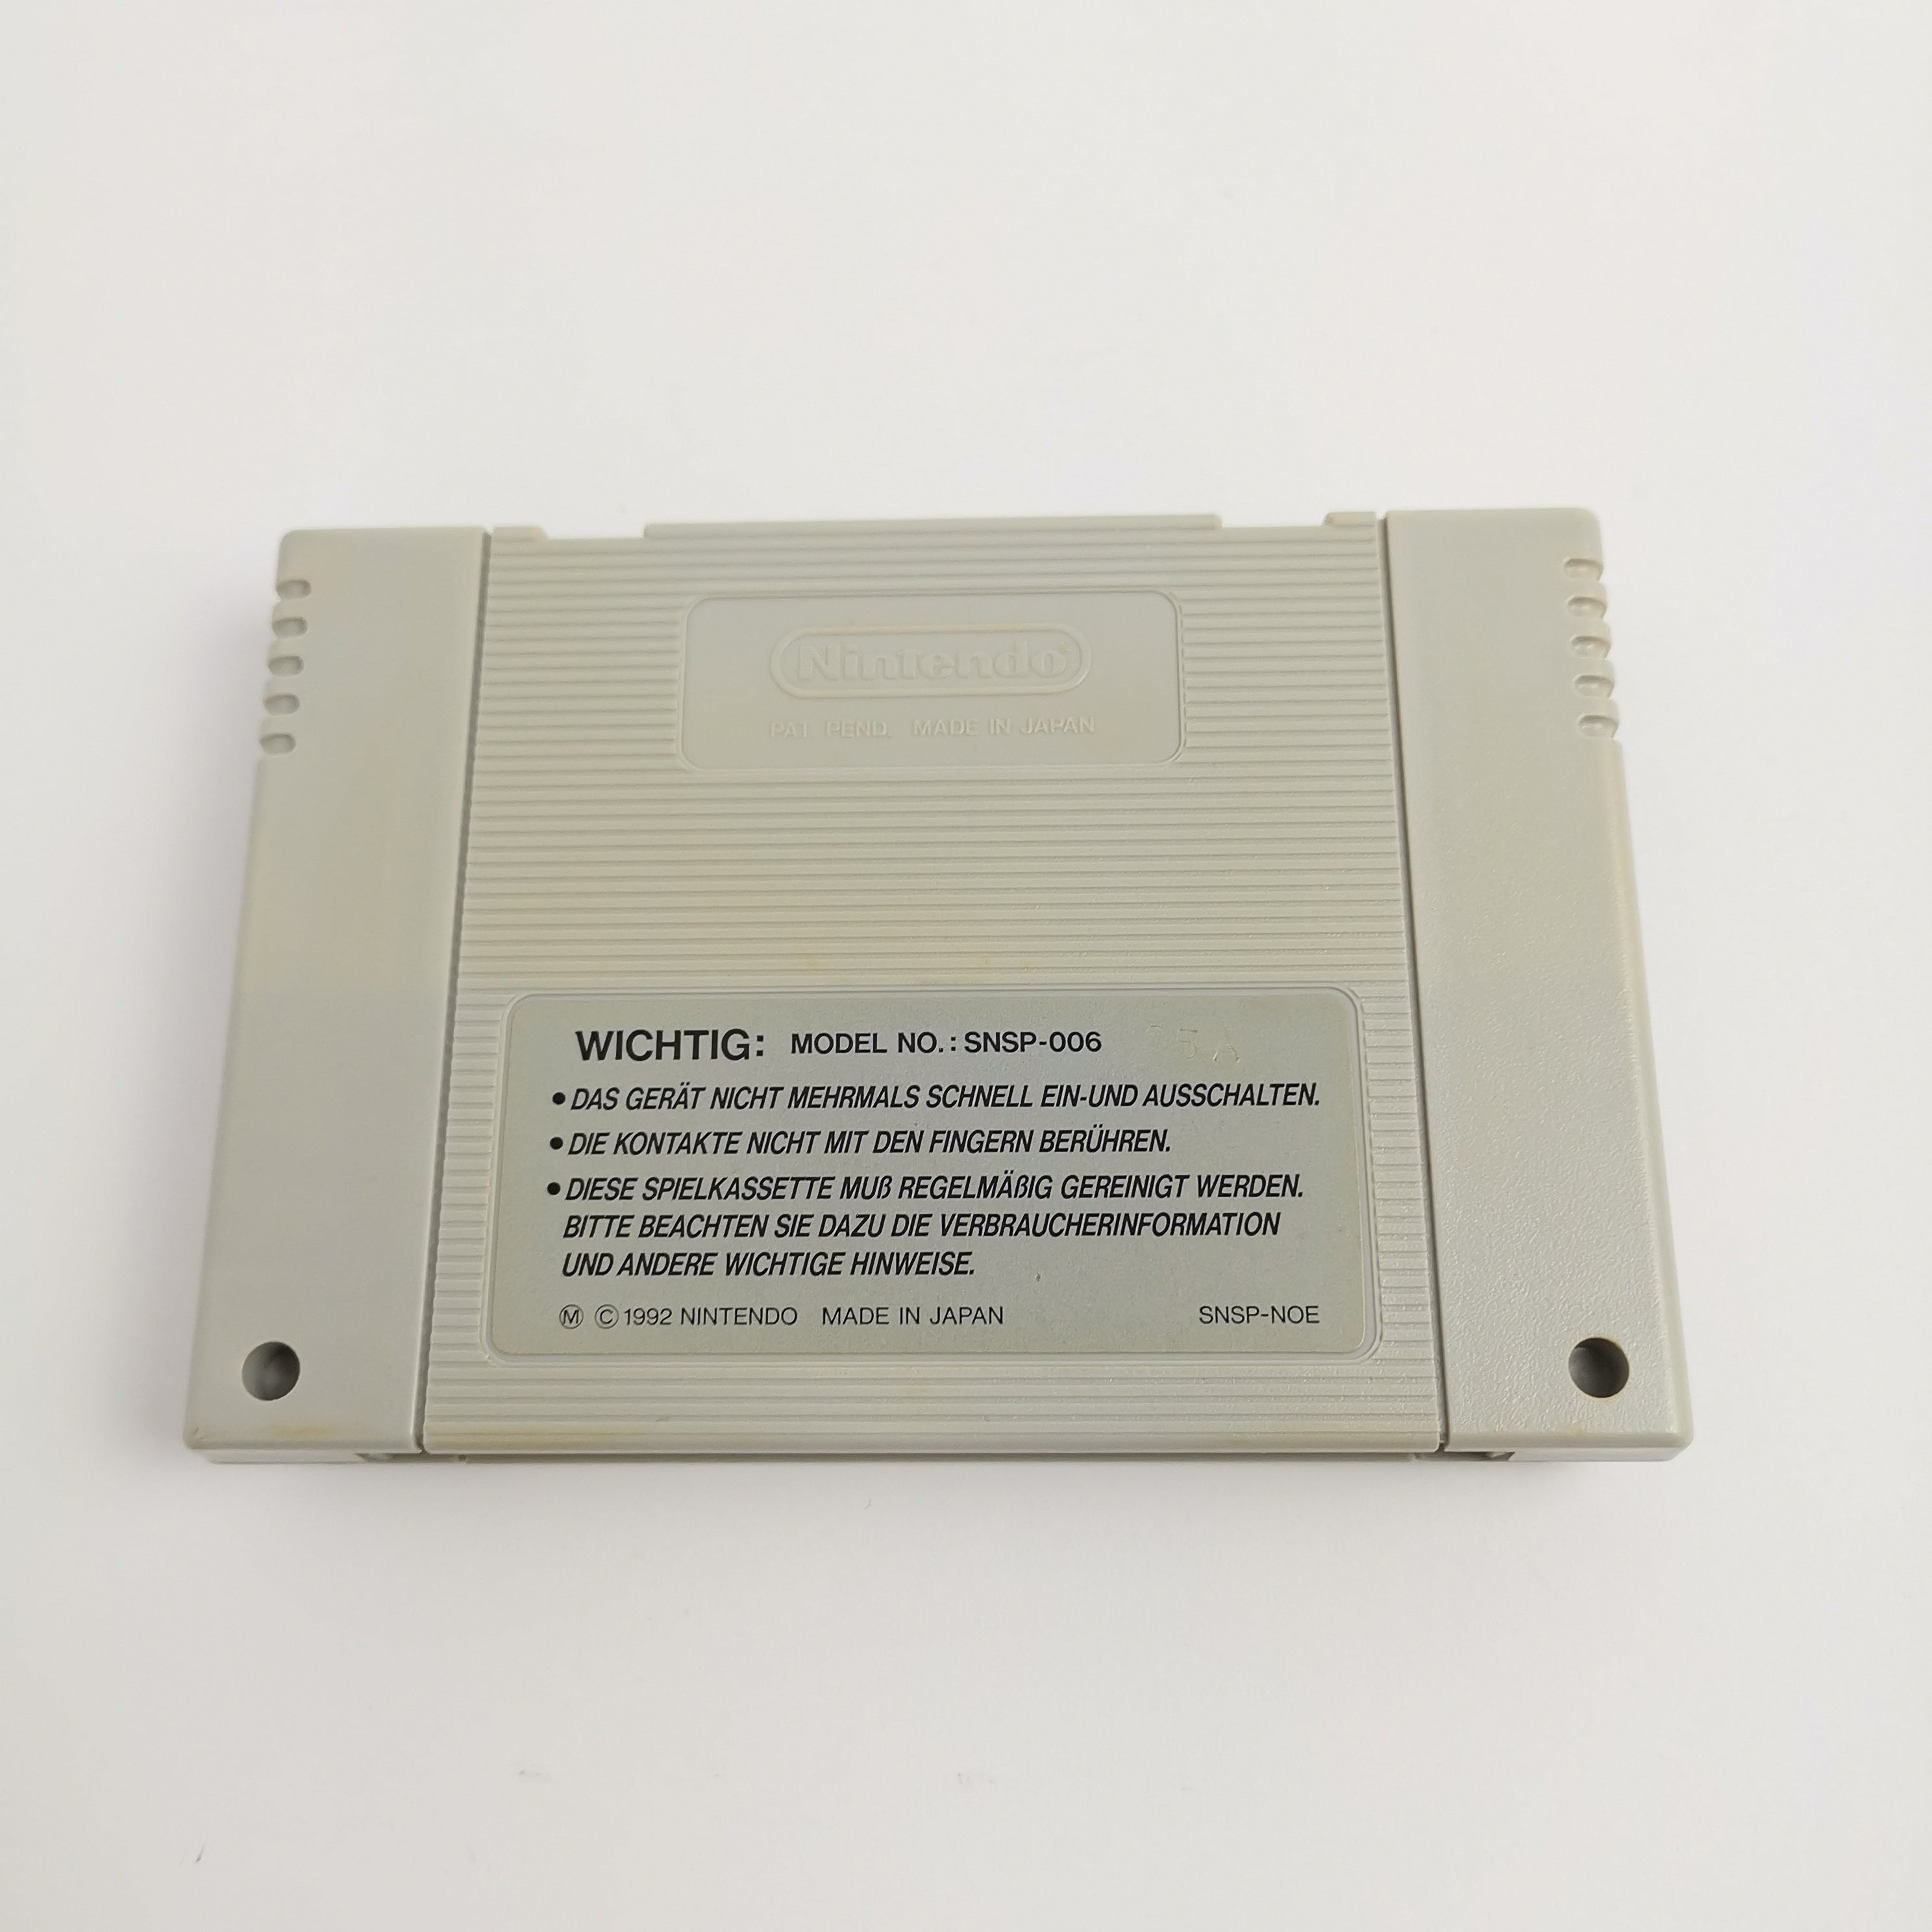 Nintendo
PAT. PEND. MADE IN JAPAN
WICHTIG: MODEL NO.: SNSP-006
• DAS GERÄT NICHT MEHRMALS SCHNELL EIN-UND AUSSCHALTEN.
• DIE KONTAKTE NICHT MIT DEN FINGERN BERÜHREN.
• DIESE SPIELKASSETTE MUß REGELMÄßIG GEREINIGT WERDEN.
BITTE BEACHTEN SIE DAZU DIE VERBRAUCHERINFORMATION
UND ANDERE WICHTIGE HINWEISE.
Ⓜ © 1992 NINTENDO MADE IN JAPAN SNSP-NOE